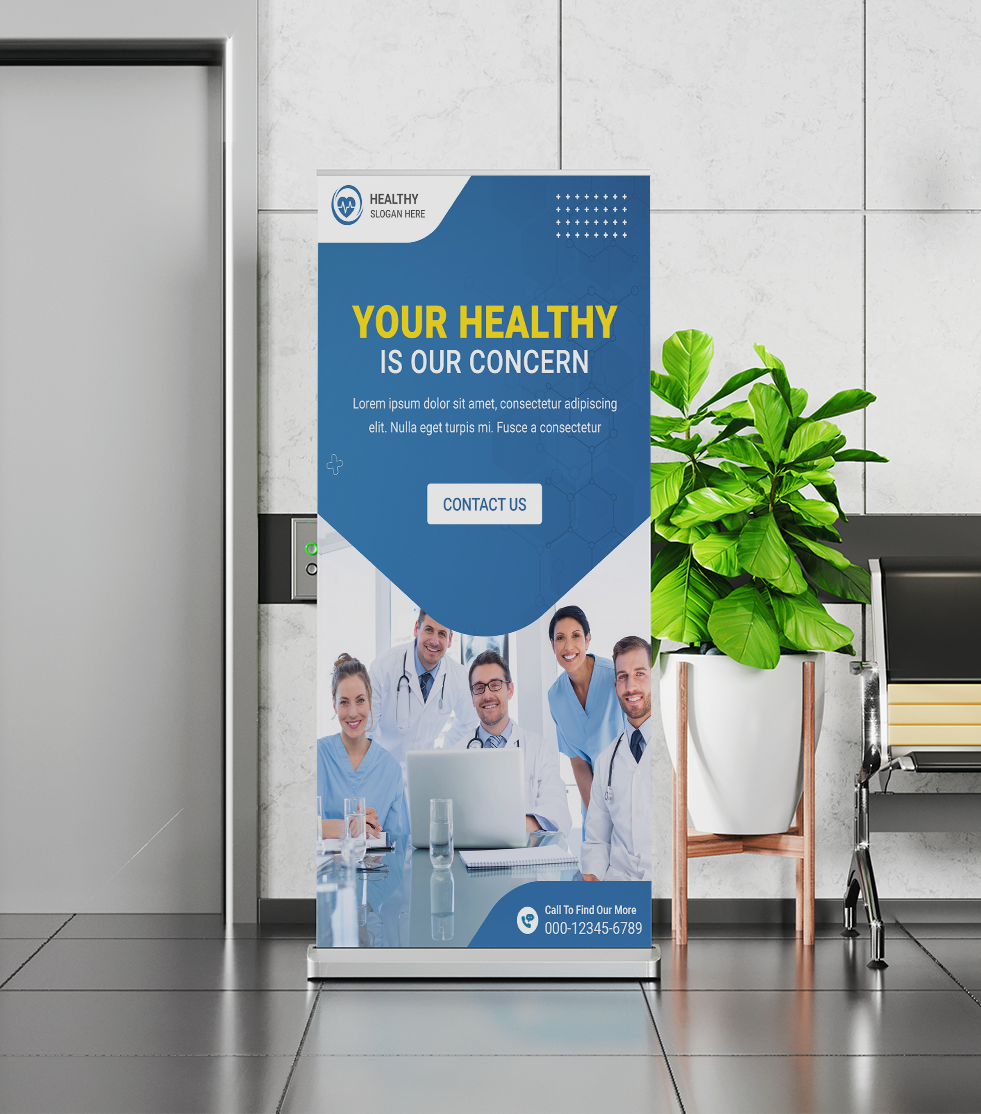 HEALTHY
SLOGAN HERE
YOUR HEALTHY
IS OUR CONCERN
Lorem ipsum dolor sit amet, consectetur adipiscing
elit. Nulla eget turpis mi. Fusce a consectetur
CONTACT US
Call To Find Our More
000-12345-6789